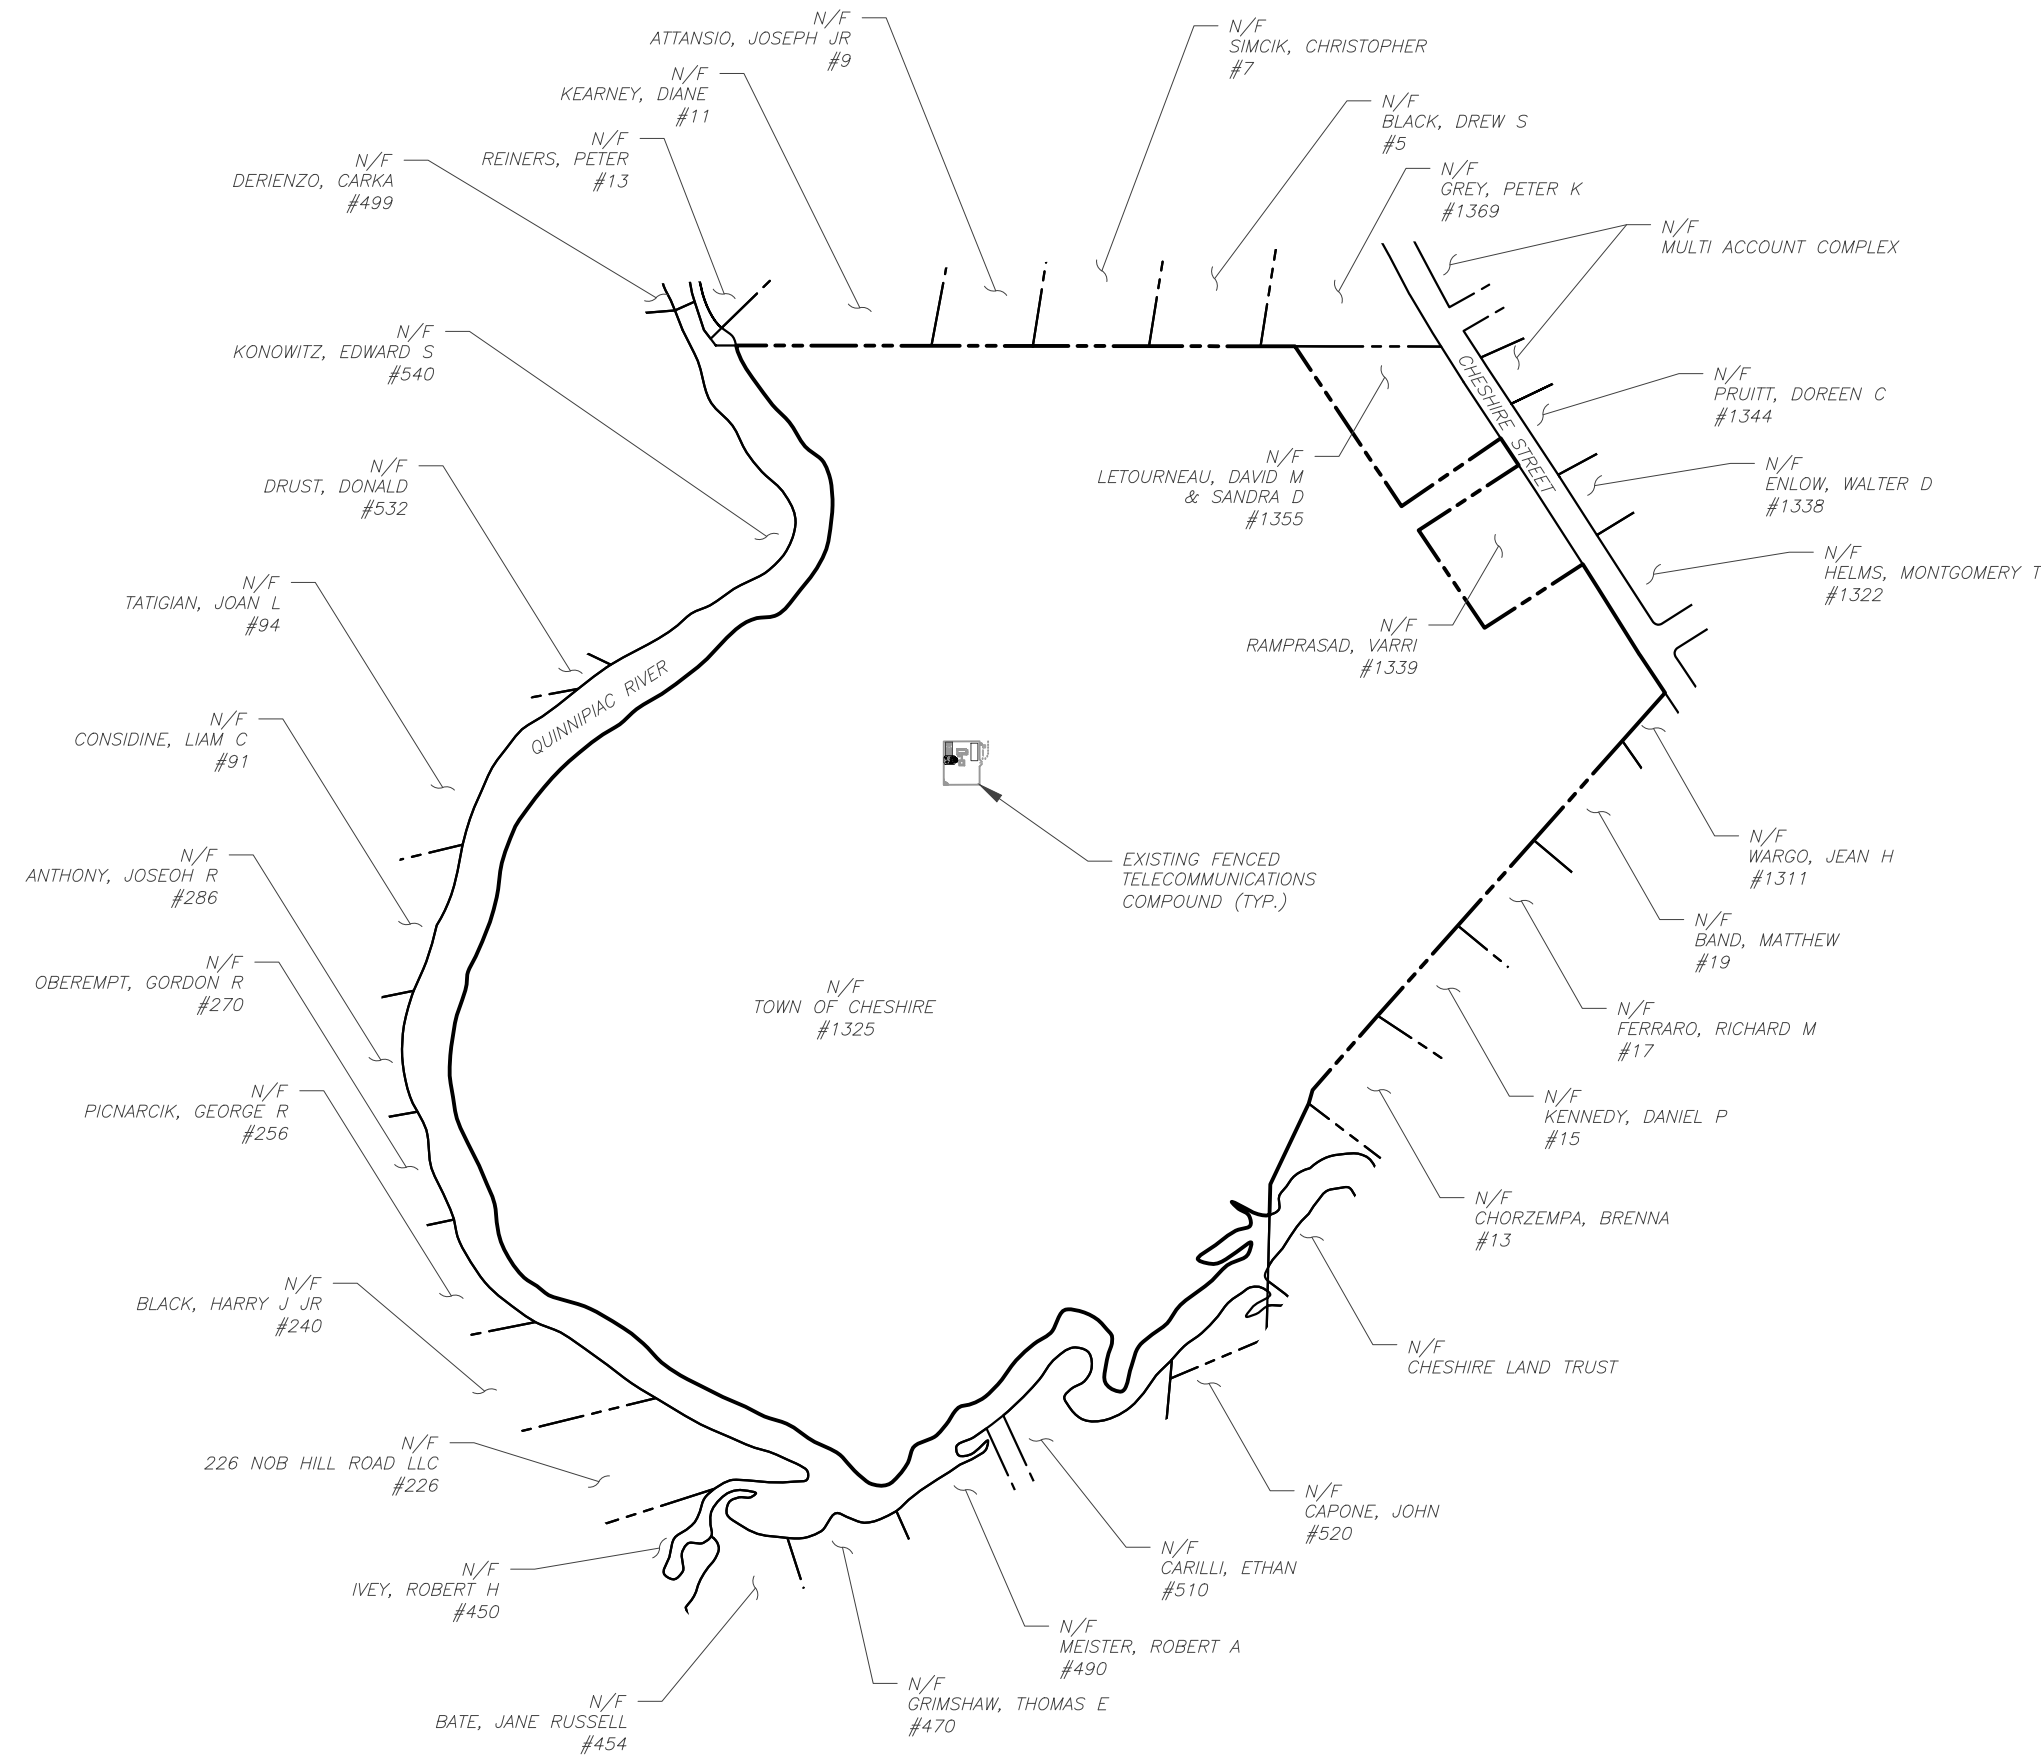 N/F
ATTANSIO, JOSEPH JR
#9
N/F
SIMCIK, CHRISTOPHER
#7
N/F
KEARNEY, DIANE
#11
N/F
BLACK, DREW S
#5
N/F
REINERS, PETER
#13
N/F
DERIENZO, CARKA
#499
N/F
GREY, PETER K
#1369
N/F
MULTI ACCOUNT COMPLEX
N/F
KONOWITZ, EDWARD S
#540
CHESHIRE STREET
N/F
PRUITT, DOREEN C
#1344
N/F
LETOURNEAU, DAVID M
& SANDRA D
#1355
N/F
ENLOW, WALTER D
#1338
N/F
DRUST, DONALD
#532
N/F
HELMS, MONTGOMERY T
#1322
N/F
TATIGIAN, JOAN L
#94
N/F
RAMPRASAD, VARRI
#1339
QUINNIPIAC RIVER
N/F
CONSIDINE, LIAM C
#91
N/F
WARGO, JEAN H
#1311
EXISTING FENCED
TELECOMMUNICATIONS
COMPOUND (TYP.)
N/F
ANTHONY, JOSEOH R
#286
N/F
BAND, MATTHEW
#19
N/F
OBEREMPT, GORDON R
#270
N/F
TOWN OF CHESHIRE
#1325
N/F
FERRARO, RICHARD M
#17
N/F
PICNARCIK, GEORGE R
#256
N/F
KENNEDY, DANIEL P
#15
N/F
CHORZEMPA, BRENNA
#13
N/F
BLACK, HARRY J JR
#240
N/F
CHESHIRE LAND TRUST
N/F
226 NOB HILL ROAD LLC
#226
N/F
CAPONE, JOHN
#520
N/F
CARILLI, ETHAN
#510
N/F
IVEY, ROBERT H
#450
N/F
MEISTER, ROBERT A
#490
N/F
GRIMSHAW, THOMAS E
#470
N/F
BATE, JANE RUSSELL
#454